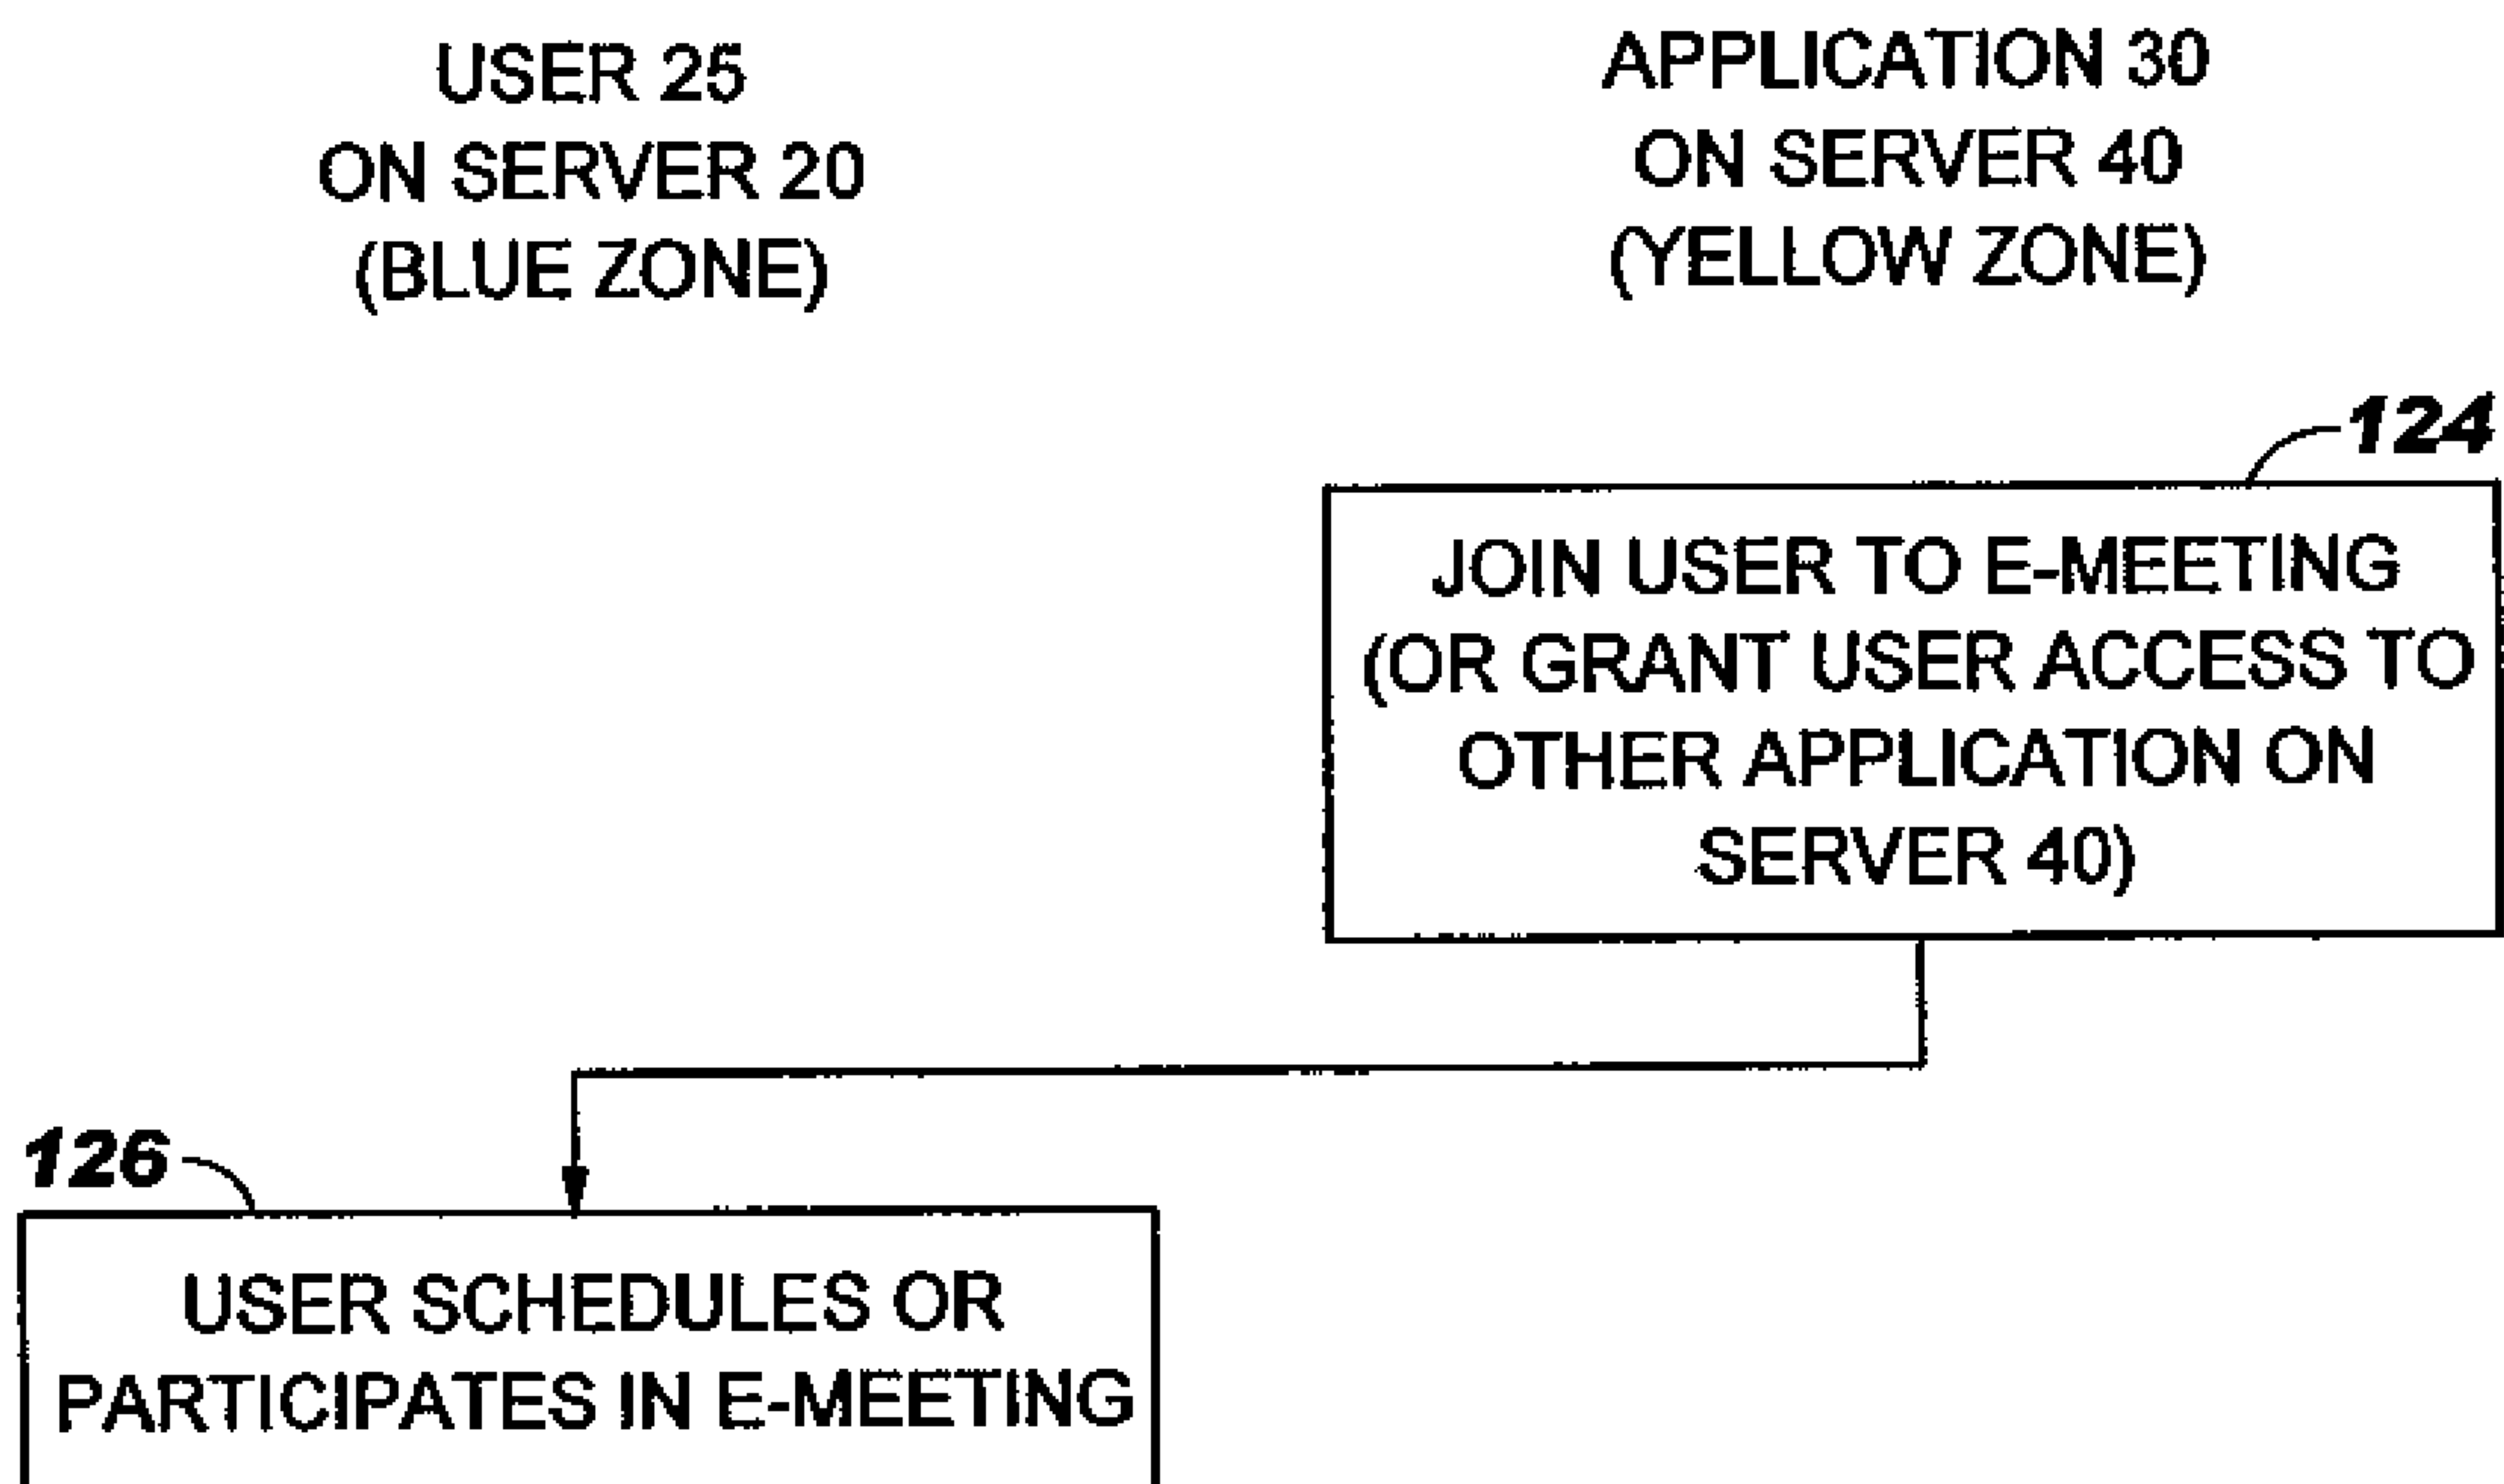 USER 25
ON SERVER 20
(BLUE ZONE)
APPLICATION 30
ON SERVER 40
(YELLOW ZONE)
124
JOIN USER TO E-MEETING
(OR GRANT USER ACCESS TO
OTHER APPLICATION ON
SERVER 40)
126
USER SCHEDULES OR
PARTICIPATES IN E-MEETING